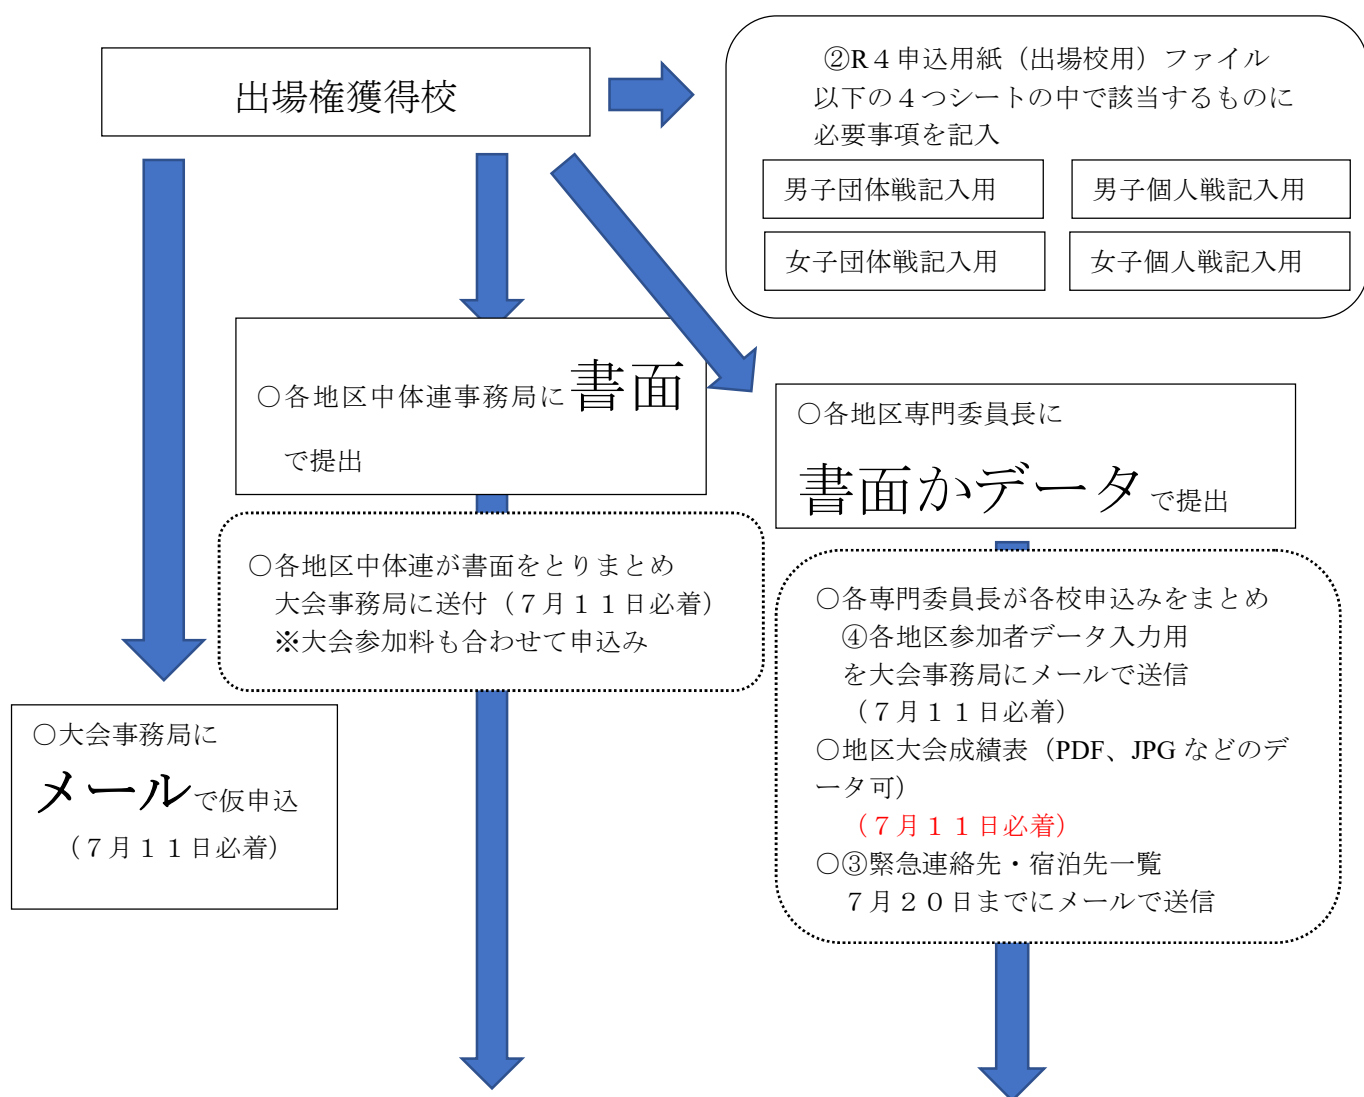 出場権獲得校
②R４申込用紙（出場校用）ファイル
以下の４つシートの中で該当するものに
必要事項を記入
男子団体戦記入用
男子個人戦記入用
女子団体戦記入用
女子個人戦記入用
○各地区中体連事務局に書面
で提出
○各地区専門委員長に
書面かデータで提出
○各地区中体連が書面をとりまとめ
大会事務局に送付（７月１１日必着）
※大会参加料も合わせて申込み
○各専門委員長が各校申込みをまとめ
④各地区参加者データ入力用
を大会事務局にメールで送信
（７月１１日必着）
○地区大会成績表（PDF、JPG などのデ
ータ可）
（７月１１日必着）
○③緊急連絡先・宿泊先一覧
７月２０日までにメールで送信
○大会事務局に
メールで仮申込
（７月１１日必着）